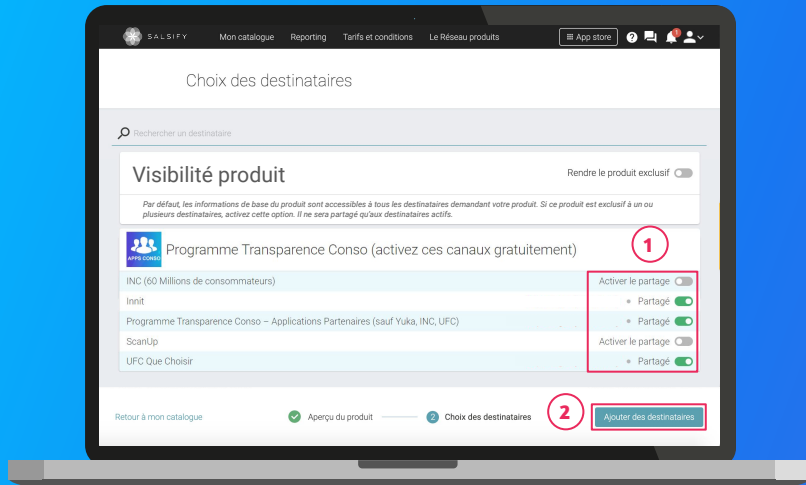 SALSIFY Mon catalogue Reporting Tarifs et conditions Le Réseau produits App store 1
Choix des destinataires
Rechercher un destinataire
Visibilité produit Rendre le produit exclusif
Par défaut, les informations de base du produit sont accessibles à tous les destinataires demandant votre produit. Si ce produit est exclusif à un ou
plusieurs destinataires, activez cette option. Il ne sera partagé qu'aux destinataires actifs.
APPS CONSO Programme Transparence Conso (activez ces canaux gratuitement) 1
INC (60 Millions de consommateurs) Activer le partage
Innit Partagé
Programme Transparence Conso – Applications Partenaires (sauf Yuka, INC, UFC) Partagé
ScanUp Activer le partage
UFC Que Choisir Partagé
Retour à mon catalogue Aperçu du produit 2 Choix des destinataires 2 Ajouter des destinataires